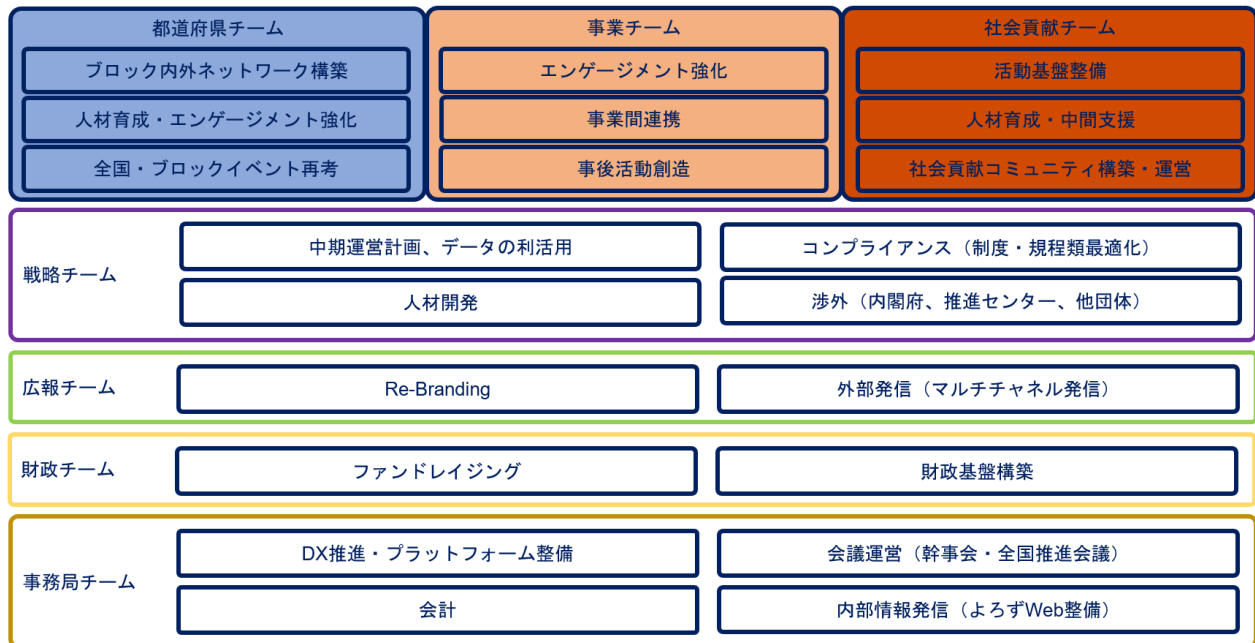 都道府県チーム
ブロック内外ネットワーク構築
人材育成・エンゲージメント強化
全国・ブロックイベント再考
事業チーム
エンゲージメント強化
事業間連携
事後活動創造
社会貢献チーム
活動基盤整備
人材育成・中間支援
社会貢献コミュニティ構築・運営
戦略チーム
中期運営計画、データの利活用
コンプライアンス（制度・規程類最適化）
人材開発
渉外（内閣府、推進センター、他団体）
広報チーム
Re-Branding
外部発信（マルチチャネル発信）
財政チーム
ファンドレイジング
財政基盤構築
事務局チーム
DX推進・プラットフォーム整備
会議運営（幹事会・全国推進会議）
会計
内部情報発信（よろずWeb整備）